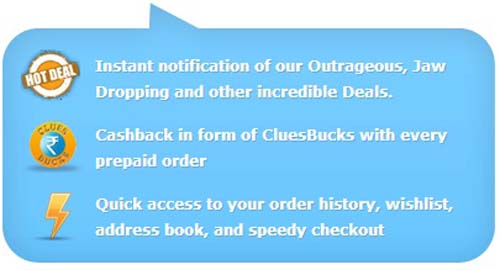 HOT DEAL
Instant notification of our Outrageous, Jaw
Dropping and other incredible Deals.
CLUES
BUCKS
₹
Cashback in form of CluesBucks with every
prepaid order
Quick access to your order history, wishlist,
address book, and speedy checkout